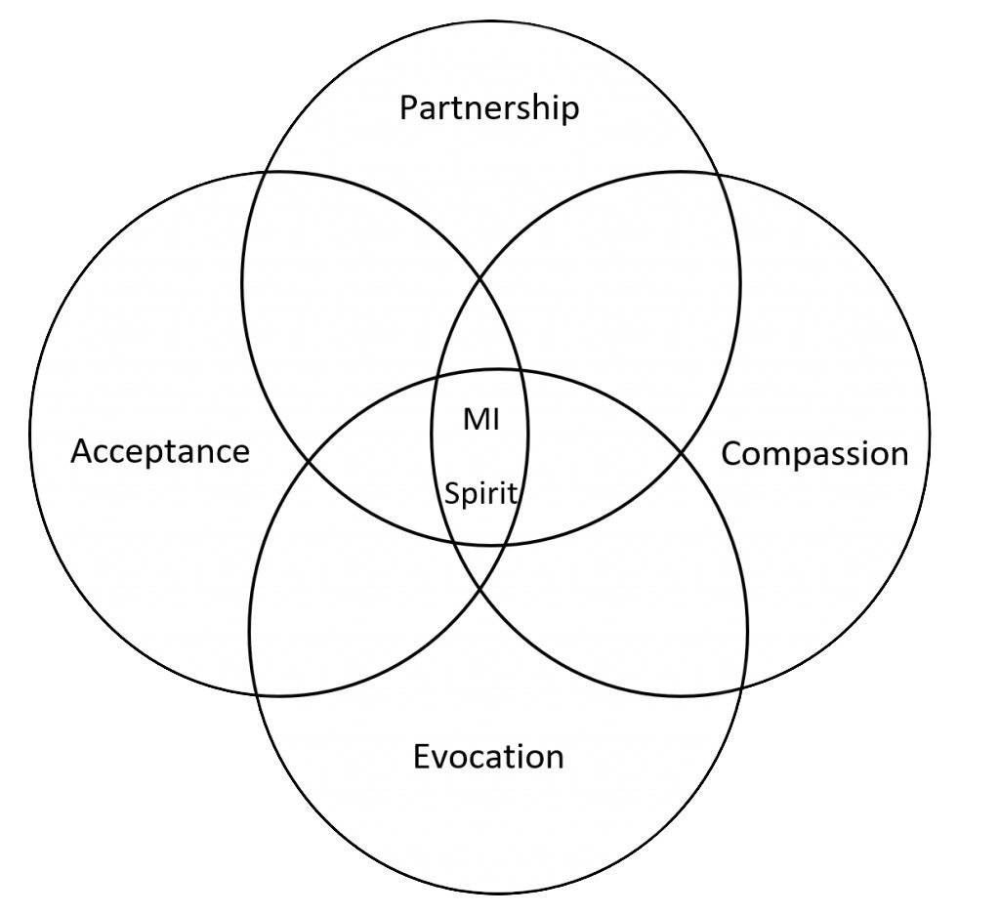 Partnership
MI
Acceptance
Compassion
Spirit
Evocation